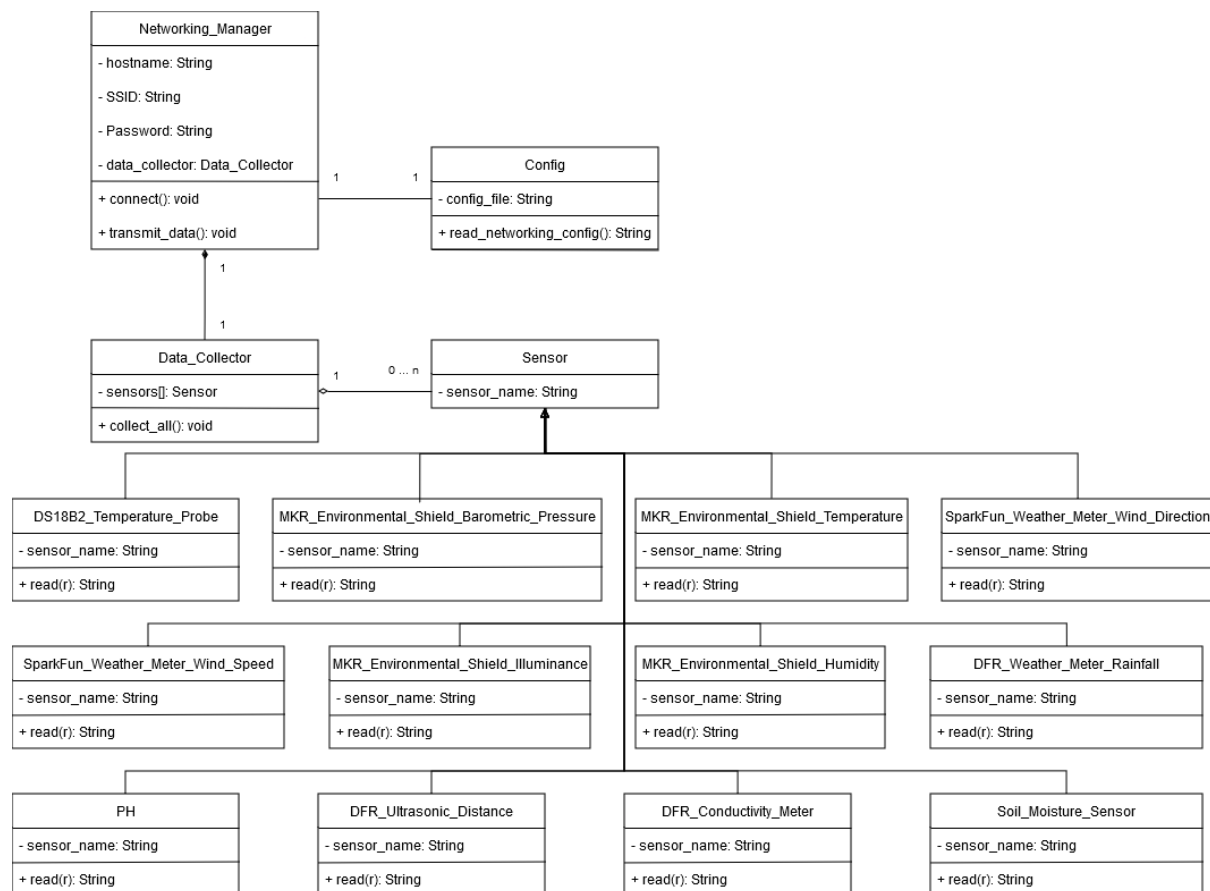 Networking_Manager
- hostname: String
- SSID: String
- Password: String
- data_collector: Data_Collector
+ connect(): void
+ transmit_data(): void
1
1
Config
- config_file: String
+ read_networking_config(): String
1
1
Data_Collector
- sensors[]: Sensor
+ collect_all(): void
1
0 ... n
Sensor
- sensor_name: String
DS18B2_Temperature_Probe
- sensor_name: String
+ read(r): String
MKR_Environmental_Shield_Barometric_Pressure
- sensor_name: String
+ read(r): String
MKR_Environmental_Shield_Temperature
- sensor_name: String
+ read(r): String
SparkFun_Weather_Meter_Wind_Direction
- sensor_name: String
+ read(r): String
SparkFun_Weather_Meter_Wind_Speed
- sensor_name: String
+ read(r): String
MKR_Environmental_Shield_Illuminance
- sensor_name: String
+ read(r): String
MKR_Environmental_Shield_Humidity
- sensor_name: String
+ read(r): String
DFR_Weather_Meter_Rainfall
- sensor_name: String
+ read(r): String
PH
- sensor_name: String
+ read(r): String
DFR_Ultrasonic_Distance
- sensor_name: String
+ read(r): String
DFR_Conductivity_Meter
- sensor_name: String
+ read(r): String
Soil_Moisture_Sensor
- sensor_name: String
+ read(r): String